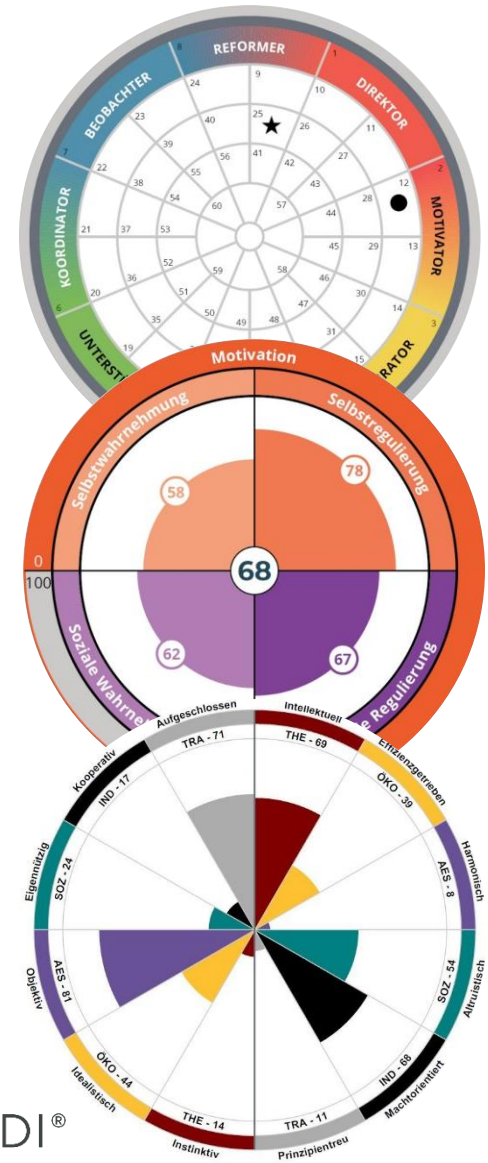 REFORMER
DIREKTOR
MOTIVATOR
RATOR
BEOBACHTER
KOORDINATOR
UNTERST
8
1
2
3
7
6
24
9
10
23
40
25
26
11
39
56
41
42
27
22
38
55
43
12
54
60
57
44
28
21
37
53
45
29
13
36
52
59
58
46
20
51
30
14
35
50
49
48
47
19
31
15
Motivation
Selbstwahrnehmung
Selbstregulierung
58
78
0
100
68
62
67
Soziale Wahrne
e Regulierung
Aufgeschlossen
Intellektuell
TRA - 71
THE - 69
Kooperativ
Effizienzgetrieben
IND - 17
ÖKO - 39
Eigennützig
Harmonisch
SOZ - 24
AES - 8
Objektiv
Altruistisch
AES - 81
SOZ - 54
Idealistisch
Machtorientiert
ÖKO - 44
IND - 68
THE - 14
TRA - 11
Instinktiv
Prinzipientreu
DI®